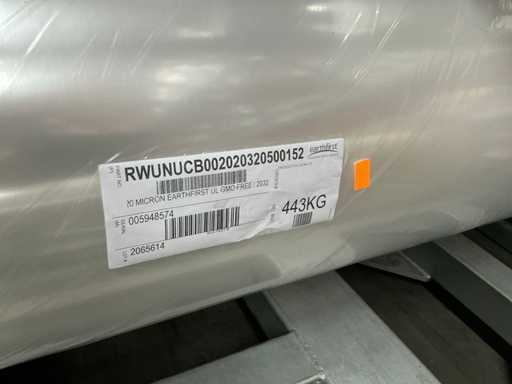 RWUNUCB002020320500152
earthfirst
20 MICRON EARTHFIRST UL GMO-FREE / 2032
005948574
443KG
2065614